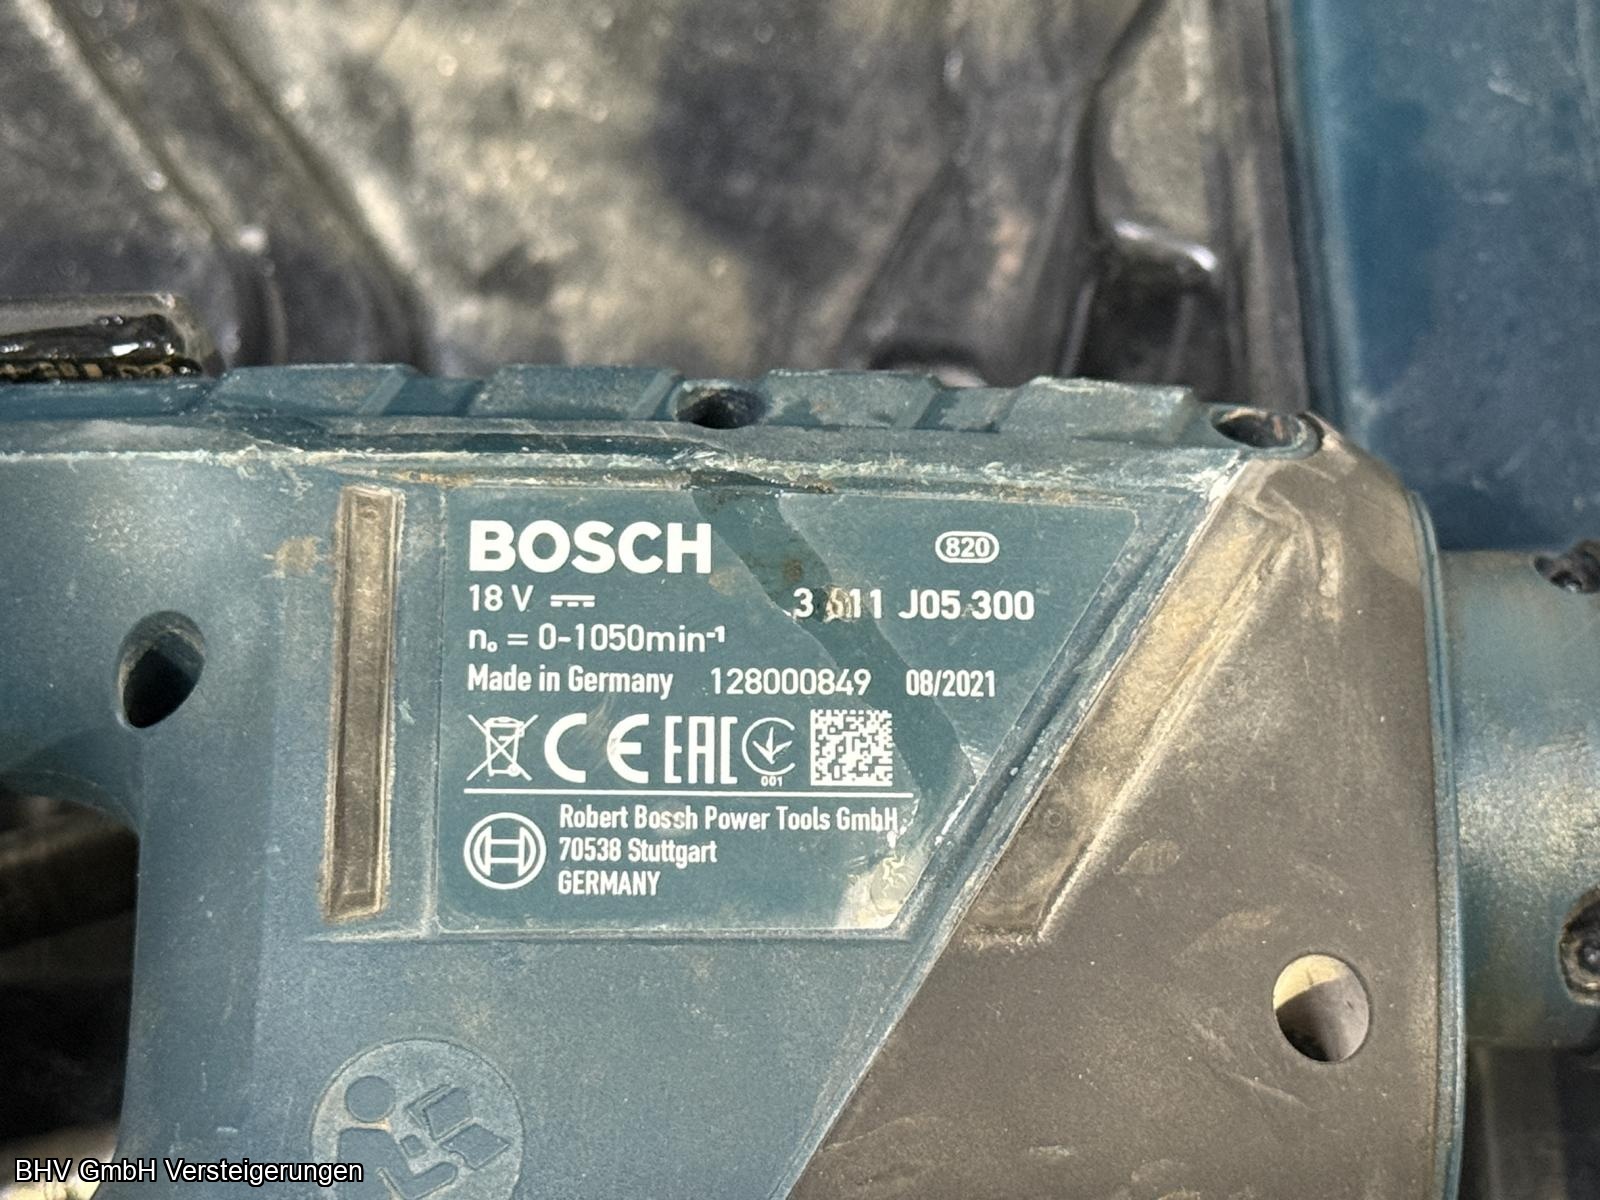 BOSCH
820
18 V
3 611 J05 300
n₀ = 0-1050min⁻¹
Made in Germany 128000849 08/2021
CE EAC
001
Robert Bossh Power Tools GmbH
70538 Stuttgart
GERMANY
BHV GmbH Versteigerungen